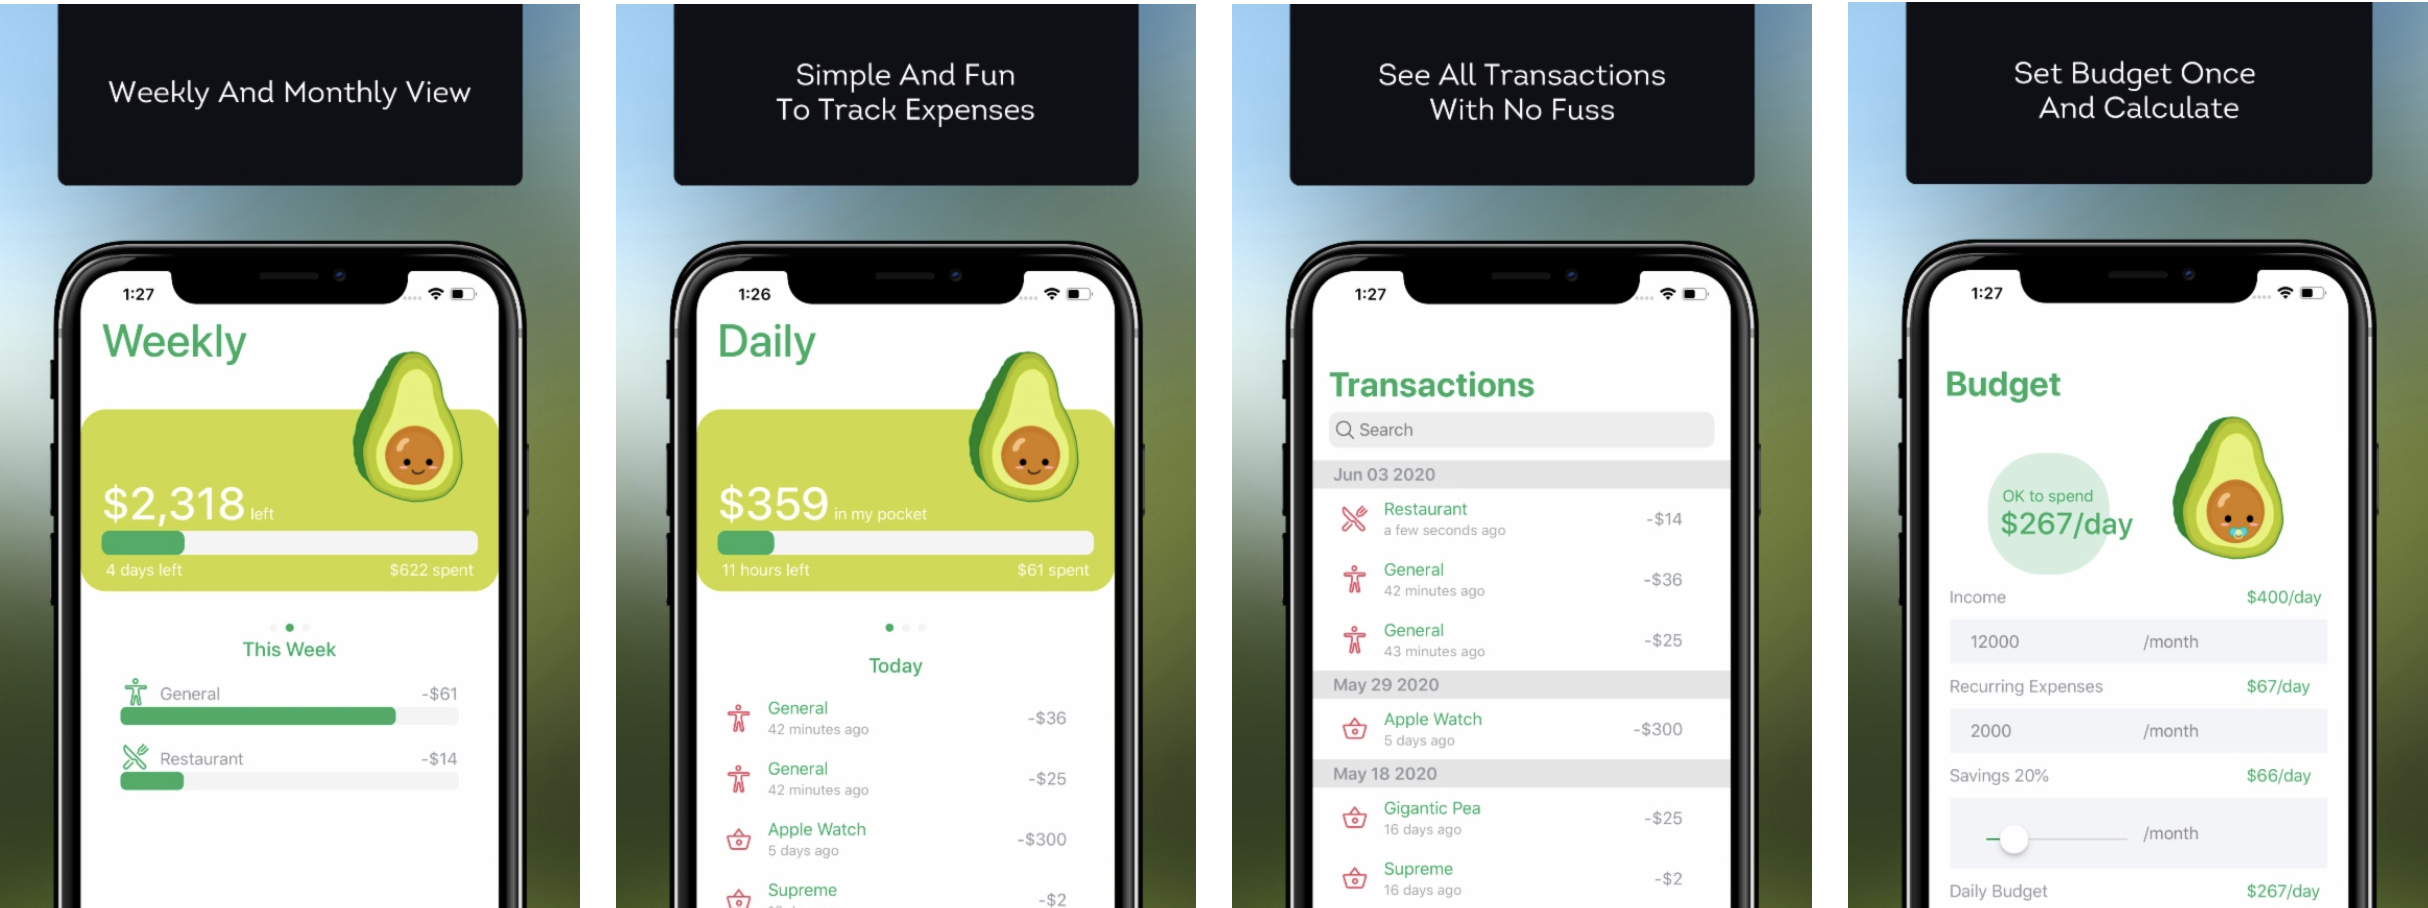 Weekly And Monthly View
1:27
Weekly
$2,318 left
4 days left
$622 spent
This Week
General
-$61
Restaurant
-$14
Simple And Fun
To Track Expenses
1:26
Daily
$359 in my pocket
11 hours left
$61 spent
Today
General
-$36
42 minutes ago
General
-$25
42 minutes ago
Apple Watch
-$300
5 days ago
Supreme
-$2
See All Transactions
With No Fuss
1:27
Transactions
Search
Jun 03 2020
Restaurant
-$14
a few seconds ago
General
-$36
42 minutes ago
General
-$25
43 minutes ago
May 29 2020
Apple Watch
-$300
5 days ago
May 18 2020
Gigantic Pea
-$25
16 days ago
Supreme
-$2
16 days ago
Set Budget Once
And Calculate
1:27
Budget
OK to spend
$267/day
Income
$400/day
12000
/month
Recurring Expenses
$67/day
2000
/month
Savings 20%
$66/day
/month
Daily Budget
$267/day